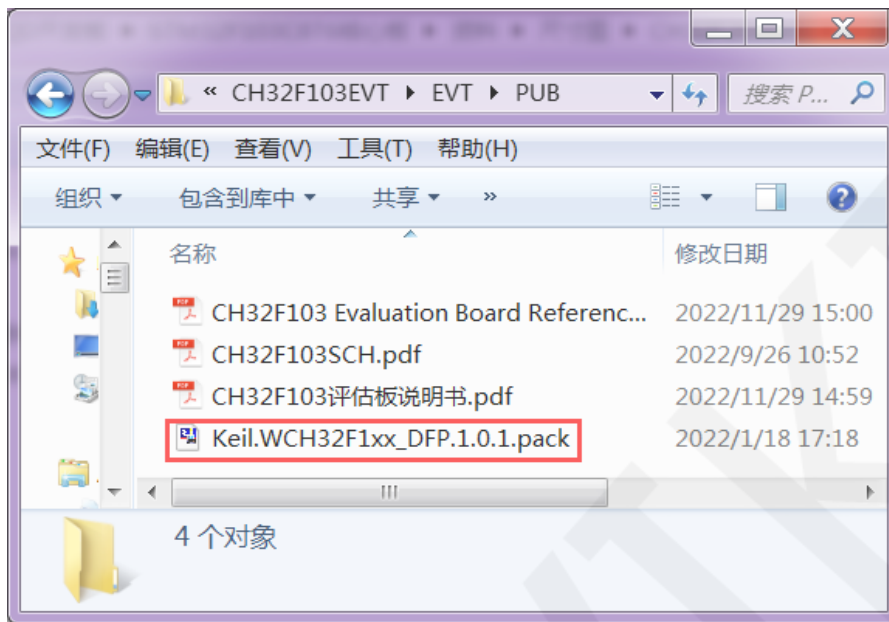 « CH32F103EVT ▸ EVT ▸ PUB 搜索 P...
文件(F) 编辑(E) 查看(V) 工具(T) 帮助(H)
组织 包含到库中 共享 »
名称 修改日期
CH32F103 Evaluation Board Referenc... 2022/11/29 15:00
CH32F103SCH.pdf 2022/9/26 10:52
CH32F103评估板说明书.pdf 2022/11/29 14:59
Keil.WCH32F1xx_DFP.1.0.1.pack 2022/1/18 17:18
4 个对象